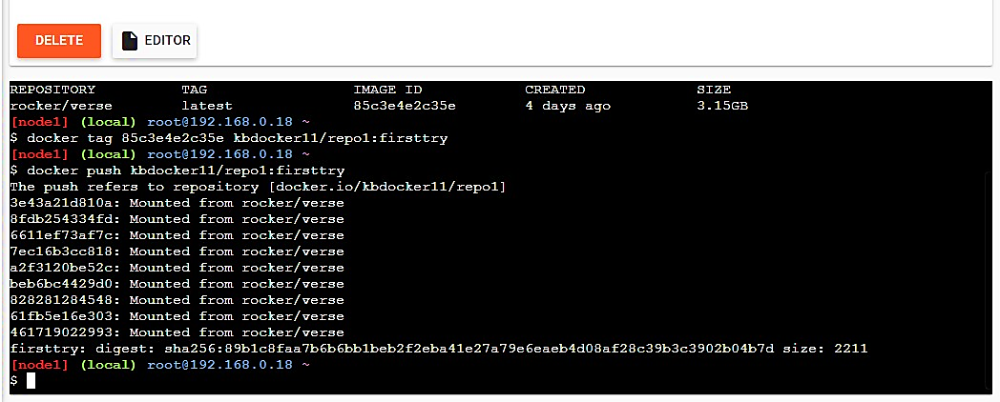 DELETE EDITOR
REPOSITORY TAG IMAGE ID CREATED SIZE
rocker/verse latest 85c3e4e2c35e 4 days ago 3.15GB
[node1] (local) root@192.168.0.18 ~
$ docker tag 85c3e4e2c35e kbdocker11/repo1:firsttry
[node1] (local) root@192.168.0.18 ~
$ docker push kbdocker11/repo1:firsttry
The push refers to repository [docker.io/kbdocker11/repo1]
3e43a21d810a: Mounted from rocker/verse
8fdb254334fd: Mounted from rocker/verse
6611ef73af7c: Mounted from rocker/verse
7ec16b3cc818: Mounted from rocker/verse
a2f3120be52c: Mounted from rocker/verse
beb6bc4429d0: Mounted from rocker/verse
828281284548: Mounted from rocker/verse
61fb5e16e303: Mounted from rocker/verse
461719022993: Mounted from rocker/verse
firsttry: digest: sha256:89b1c8faa7b6b6bb1beb2f2eba41e27a79e6eaeb4d08af28c39b3c3902b04b7d size: 2211
[node1] (local) root@192.168.0.18 ~
$